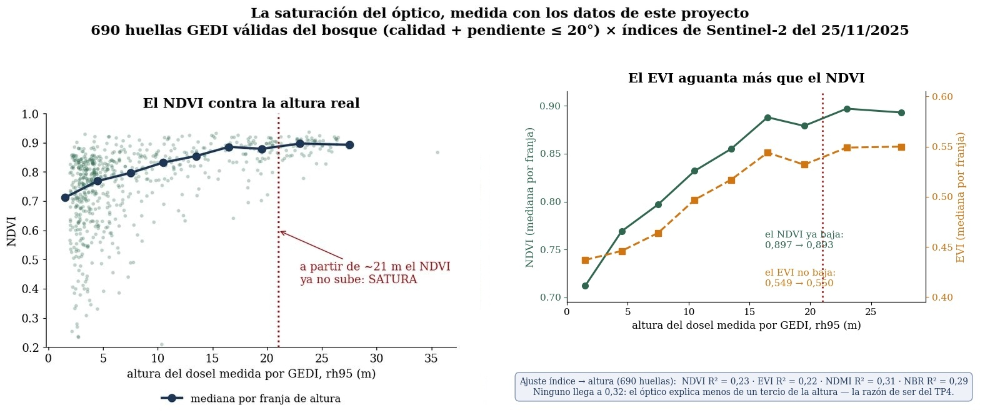 La saturación del óptico, medida con los datos de este proyecto
690 huellas GEDI válidas del bosque (calidad + pendiente ≤ 20°) × índices de Sentinel-2 del 25/11/2025
El NDVI contra la altura real
1.0
0.9
0.8
0.7
0.6
0.5
0.4
0.3
0.2
NDVI
a partir de ~21 m el NDVI
ya no sube: SATURA
0 5 10 15 20 25 30 35
altura del dosel medida por GEDI, rh95 (m)
mediana por franja de altura
El EVI aguanta más que el NDVI
0.90
0.85
0.80
0.75
0.70
NDVI (mediana por franja)
el NDVI ya baja:
0,897 → 0,893
el EVI no baja:
0,549 → 0,550
0.60
0.55
0.50
0.45
0.40
EVI (mediana por franja)
0 5 10 15 20 25
altura del dosel medida por GEDI, rh95 (m)
Ajuste índice → altura (690 huellas): NDVI R² = 0,23 · EVI R² = 0,22 · NDMI R² = 0,31 · NBR R² = 0,29
Ninguno llega a 0,32: el óptico explica menos de un tercio de la altura — la razón de ser del TP4.